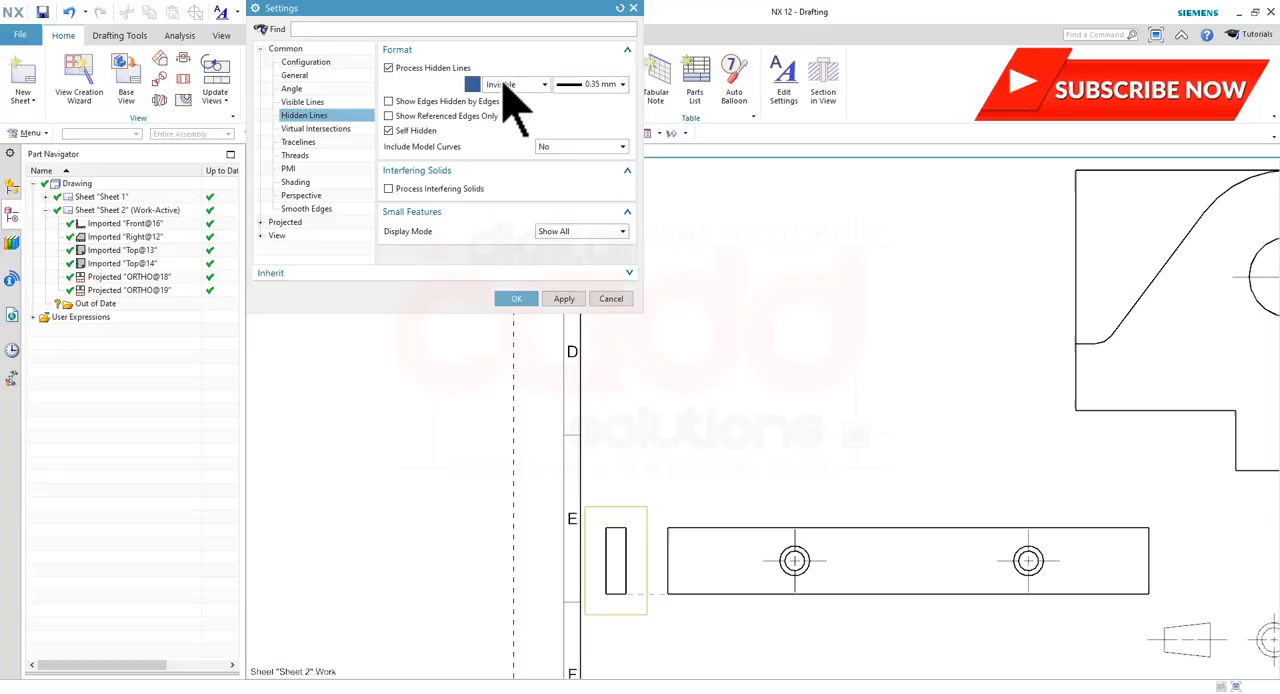 NX
Settings
NX 12 - Drafting
SIEMENS
File
Home
Drafting Tools
Analysis
View
Find
Find a Command
Tutorials
New Sheet
View Creation Wizard
Base View
Update Views
View
Tabular Note
Parts List
Auto Balloon
Table
Edit Settings
Section in View
SUBSCRIBE NOW
Menu
Entire Assembly
Part Navigator
Name
Up to Dat
Drawing
Sheet "Sheet 1"
Sheet "Sheet 2" (Work-Active)
Imported "Front@16"
Imported "Right@12"
Imported "Top@13"
Imported "Top@14"
Projected "ORTHO@18"
Projected "ORTHO@19"
Out of Date
User Expressions
Common
Configuration
General
Angle
Visible Lines
Hidden Lines
Virtual Intersections
Tracelines
Threads
PMI
Shading
Perspective
Smooth Edges
Projected
View
Format
Process Hidden Lines
Invisible
0.35 mm
Show Edges Hidden by Edges
Show Referenced Edges Only
Self Hidden
Include Model Curves
No
Interfering Solids
Process Interfering Solids
Small Features
Display Mode
Show All
Inherit
OK
Apply
Cancel
cadd
solutions
D
E
F
Sheet "Sheet 2" Work